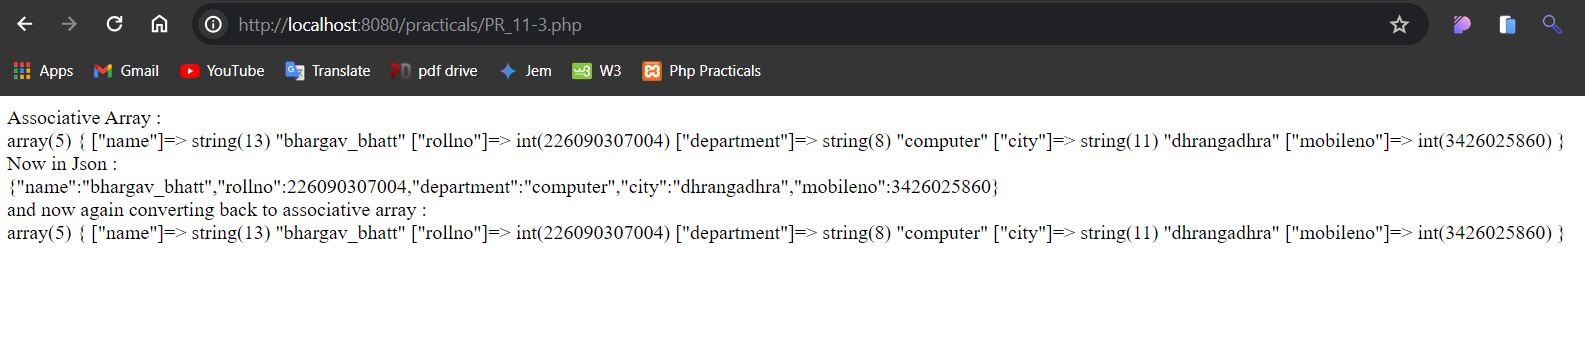 http://localhost:8080/practicals/PR_11-3.php
Apps Gmail YouTube Translate pdf drive Jem W3 Php Practicals
Associative Array :
array(5) { ["name"]=> string(13) "bhargav_bhatt" ["rollno"]=> int(226090307004) ["department"]=> string(8) "computer" ["city"]=> string(11) "dhrangadhra" ["mobileno"]=> int(3426025860) }
Now in Json :
{"name":"bhargav_bhatt","rollno":226090307004,"department":"computer","city":"dhrangadhra","mobileno":3426025860}
and now again converting back to associative array :
array(5) { ["name"]=> string(13) "bhargav_bhatt" ["rollno"]=> int(226090307004) ["department"]=> string(8) "computer" ["city"]=> string(11) "dhrangadhra" ["mobileno"]=> int(3426025860) }